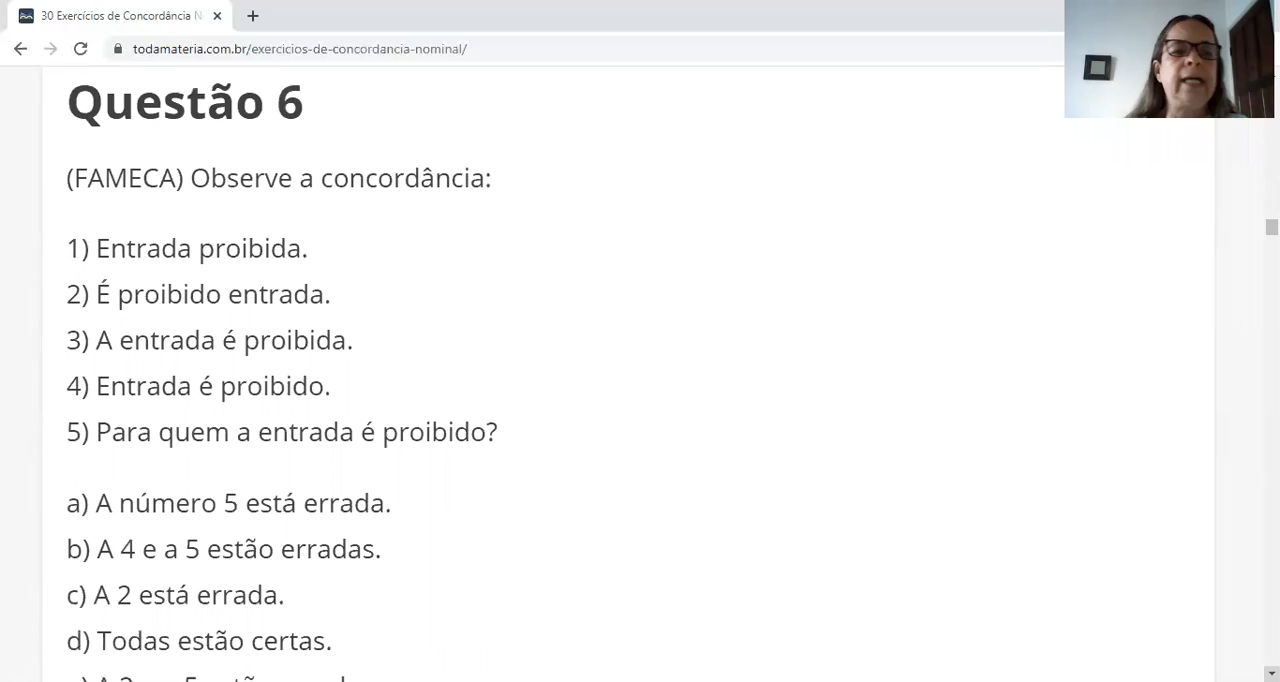 30 Exercícios de Concordância N
todamateria.com.br/exercicios-de-concordancia-nominal/
Questão 6
(FAMECA) Observe a concordância:
1) Entrada proibida.
2) É proibido entrada.
3) A entrada é proibida.
4) Entrada é proibido.
5) Para quem a entrada é proibido?
a) A número 5 está errada.
b) A 4 e a 5 estão erradas.
c) A 2 está errada.
d) Todas estão certas.